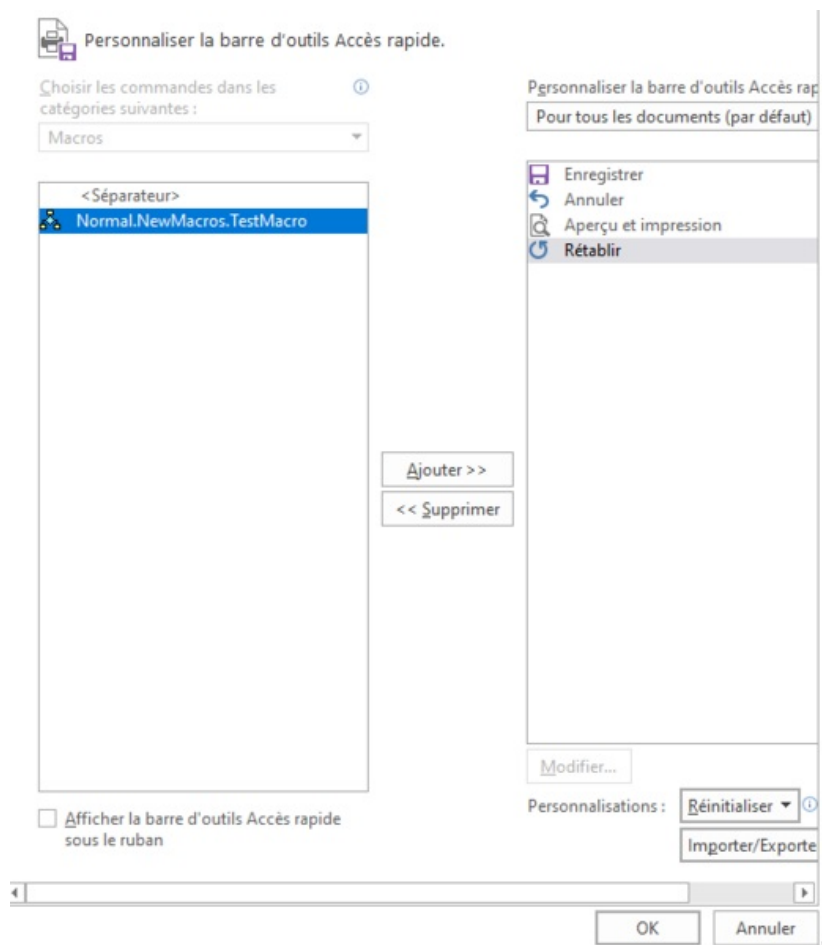 Personnaliser la barre d'outils Accès rapide.
Choisir les commandes dans les
catégories suivantes :
Macros
<Séparateur>
Normal.NewMacros.TestMacro
Ajouter >>
<< Supprimer
Afficher la barre d'outils Accès rapide
sous le ruban
Personnaliser la barre d'outils Accès rap
Pour tous les documents (par défaut)
Enregistrer
Annuler
Aperçu et impression
Rétablir
Modifier...
Personnalisations :
Réinitialiser
Importer/Exporte
OK
Annuler